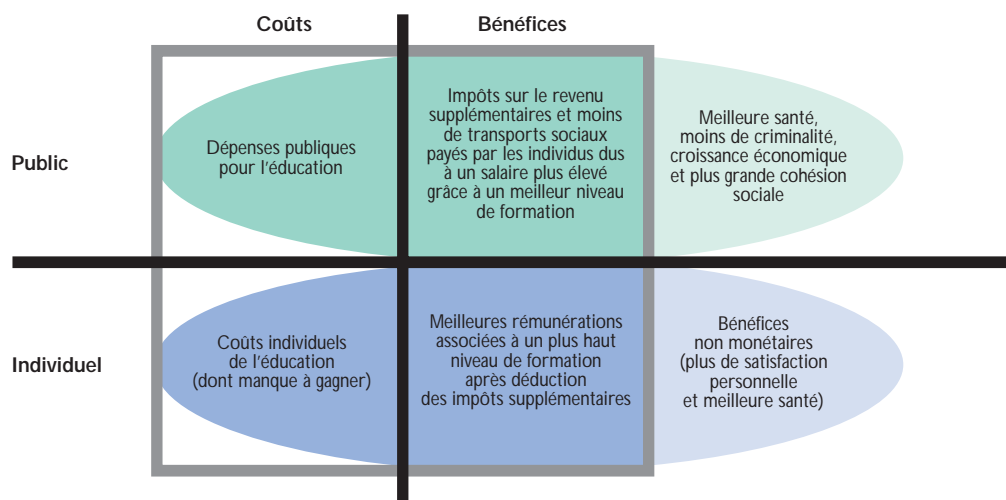 Coûts
Bénéfices
Public
Dépenses publiques
pour l'éducation
Impôts sur le revenu
supplémentaires et moins
de transports sociaux
payés par les individus dus
à un salaire plus élevé
grâce à un meilleur niveau
de formation
Meilleure santé,
moins de criminalité,
croissance économique
et plus grande cohésion
sociale
Individuel
Coûts individuels
de l'éducation
(dont manque à gagner)
Meilleures rémunérations
associées à un plus haut
niveau de formation
après déduction
des impôts supplémentaires
Bénéfices
non monétaires
(plus de satisfaction
personnelle
et meilleure santé)